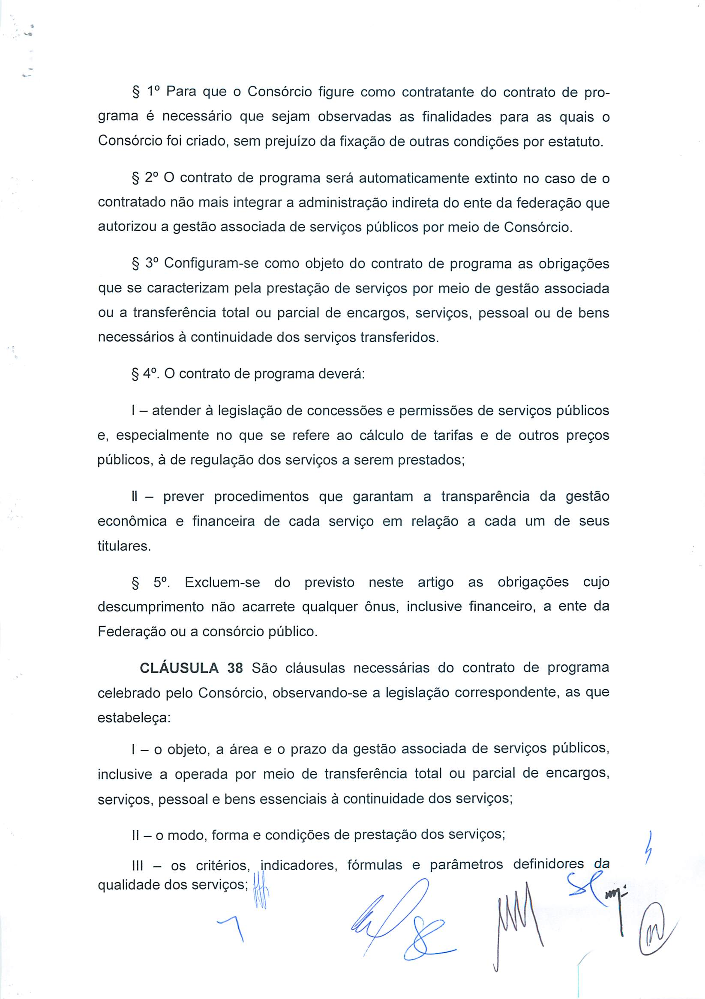 § 1º Para que o Consórcio figure como contratante do contrato de pro-
grama é necessário que sejam observadas as finalidades para as quais o
Consórcio foi criado, sem prejuízo da fixação de outras condições por estatuto.
§ 2º O contrato de programa será automaticamente extinto no caso de o
contratado não mais integrar a administração indireta do ente da federação que
autorizou a gestão associada de serviços públicos por meio de Consórcio.
§ 3º Configuram-se como objeto do contrato de programa as obrigações
que se caracterizam pela prestação de serviços por meio de gestão associada
ou a transferência total ou parcial de encargos, serviços, pessoal ou de bens
necessários à continuidade dos serviços transferidos.
§ 4º. O contrato de programa deverá:
I – atender à legislação de concessões e permissões de serviços públicos
e, especialmente no que se refere ao cálculo de tarifas e de outros preços
públicos, à de regulação dos serviços a serem prestados;
II – prever procedimentos que garantam a transparência da gestão
econômica e financeira de cada serviço em relação a cada um de seus
titulares.
§ 5º. Excluem-se do previsto neste artigo as obrigações cujo
descumprimento não acarrete qualquer ônus, inclusive financeiro, a ente da
Federação ou a consórcio público.
CLÁUSULA 38 São cláusulas necessárias do contrato de programa
celebrado pelo Consórcio, observando-se a legislação correspondente, as que
estabeleça:
I – o objeto, a área e o prazo da gestão associada de serviços públicos,
inclusive a operada por meio de transferência total ou parcial de encargos,
serviços, pessoal e bens essenciais à continuidade dos serviços;
II – o modo, forma e condições de prestação dos serviços;
III – os critérios, indicadores, fórmulas e parâmetros definidores da
qualidade dos serviços;